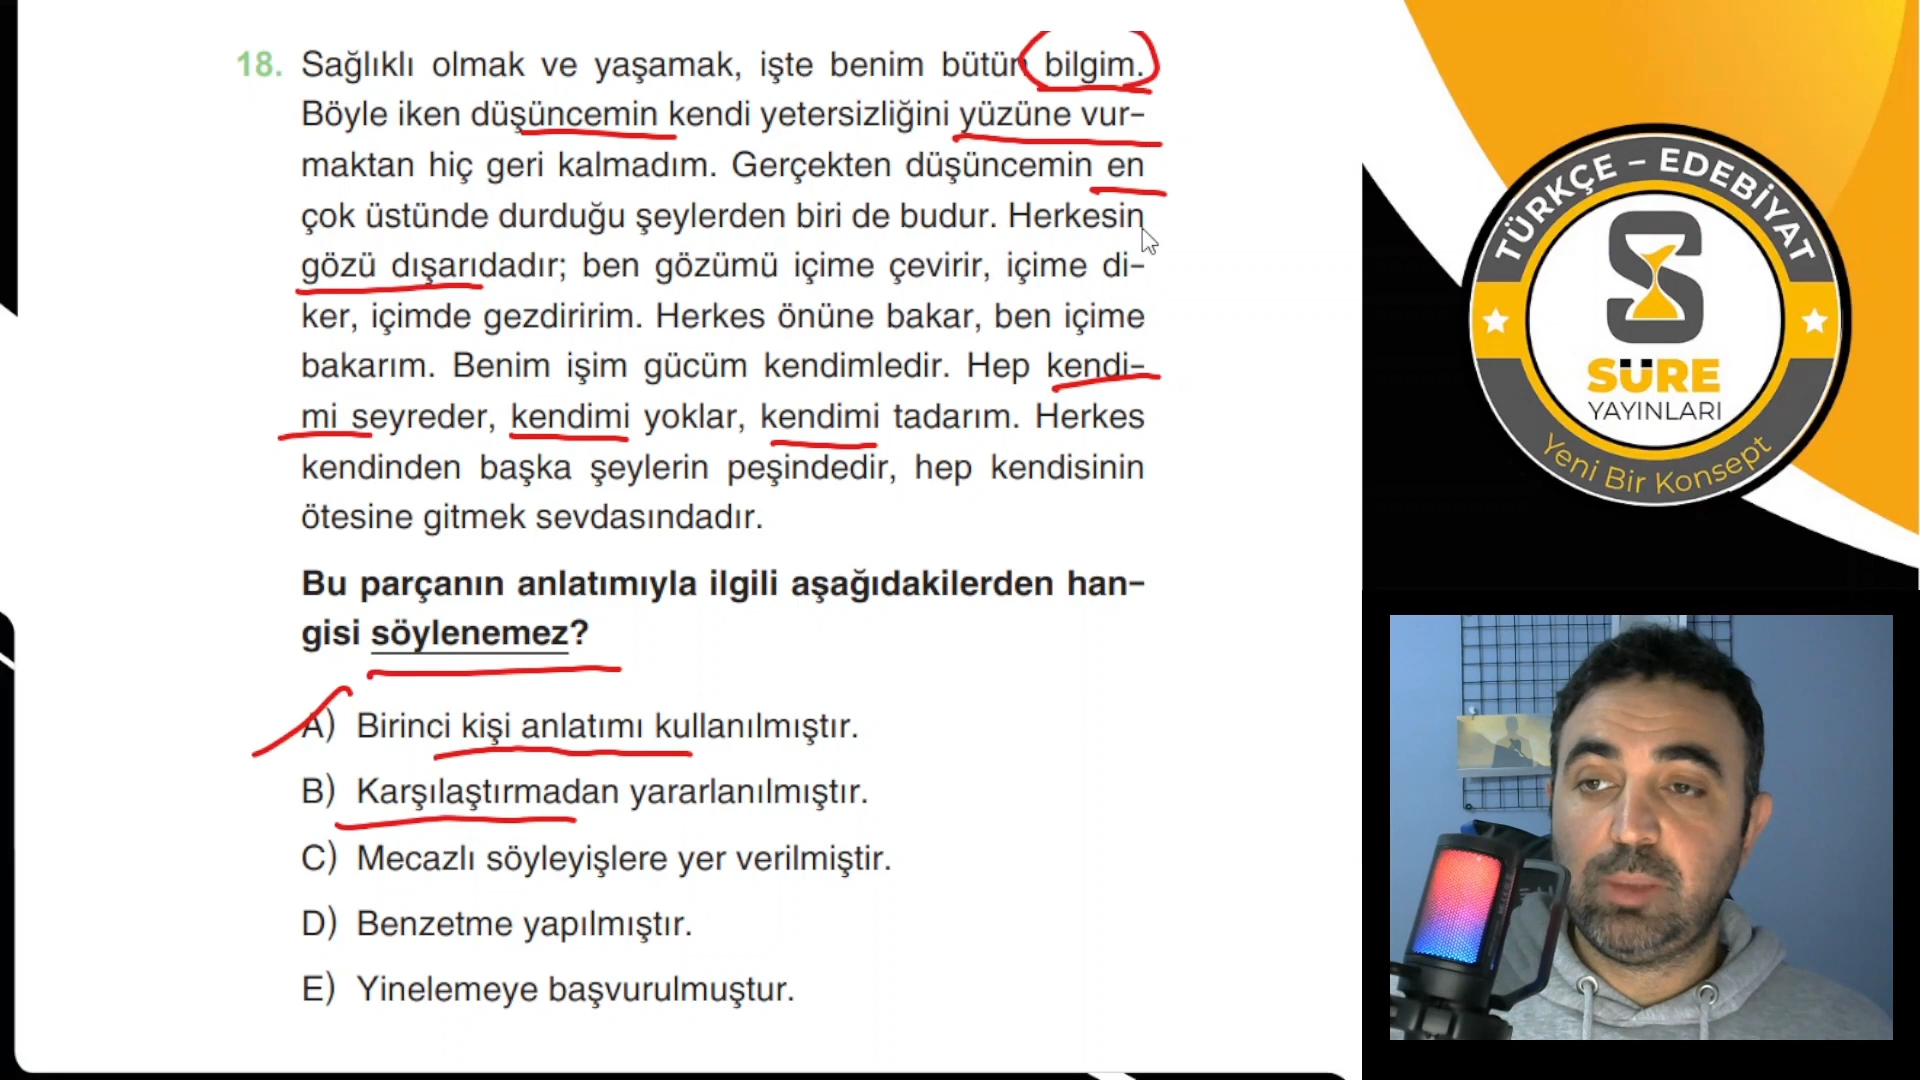 18. Sağlıklı olmak ve yaşamak, işte benim bütün bilgim.
Böyle iken düşüncemin kendi yetersizliğini yüzüne vur-
maktan hiç geri kalmadım. Gerçekten düşüncemin en
çok üstünde durduğu şeylerden biri de budur. Herkesin
gözü dışarıdadır; ben gözümü içime çevirir, içime di-
ker, içimde gezdiririm. Herkes önüne bakar, ben içime
bakarım. Benim işim gücüm kendimledir. Hep kendi-
mi seyreder, kendimi yoklar, kendimi tadarım. Herkes
kendinden başka şeylerin peşindedir, hep kendisinin
ötesine gitmek sevdasındadır.
Bu parçanın anlatımıyla ilgili aşağıdakilerden han-
gisi söylenemez?
A) Birinci kişi anlatımı kullanılmıştır.
B) Karşılaştırmadan yararlanılmıştır.
C) Mecazlı söyleyişlere yer verilmiştir.
D) Benzetme yapılmıştır.
E) Yinelemeye başvurulmuştur.
TÜRKÇE – EDEBİYAT
SÜRE
YAYINLARI
Yeni Bir Konsept